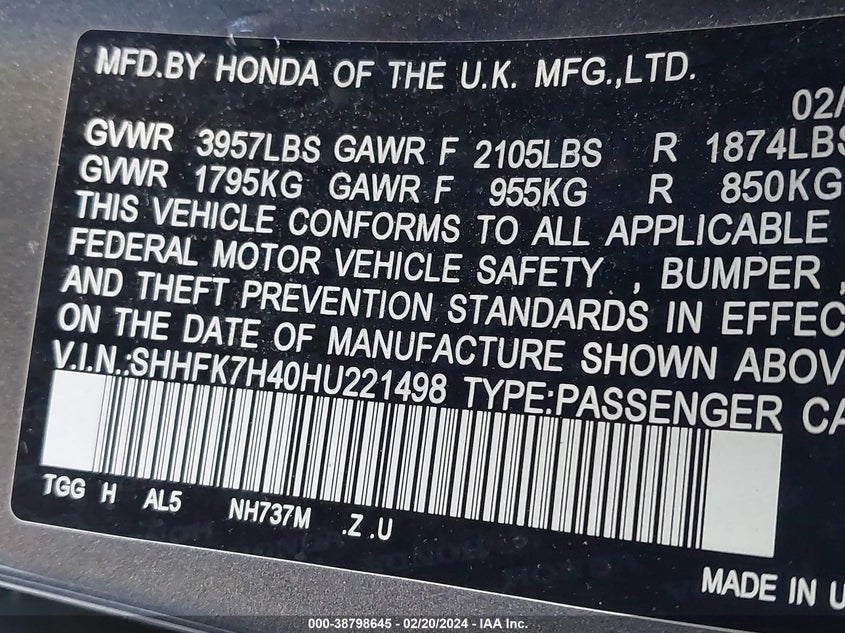 MFD.BY HONDA OF THE U.K. MFG.,LTD.
02/
GVWR 3957LBS GAWR F 2105LBS R 1874LBS
GVWR 1795KG GAWR F 955KG R 850KG
THIS VEHICLE CONFORMS TO ALL APPLICABLE
FEDERAL MOTOR VEHICLE SAFETY , BUMPER ,
AND THEFT PREVENTION STANDARDS IN EFFEC
ON THE DATE OF MANUFACTURE SHOWN ABOV
V.I.N.:SHHFK7H40HU221498 TYPE:PASSENGER CA
TGG H AL5 NH737M .Z .U
MADE IN U
000-38798645 - 02/20/2024 - IAA Inc.